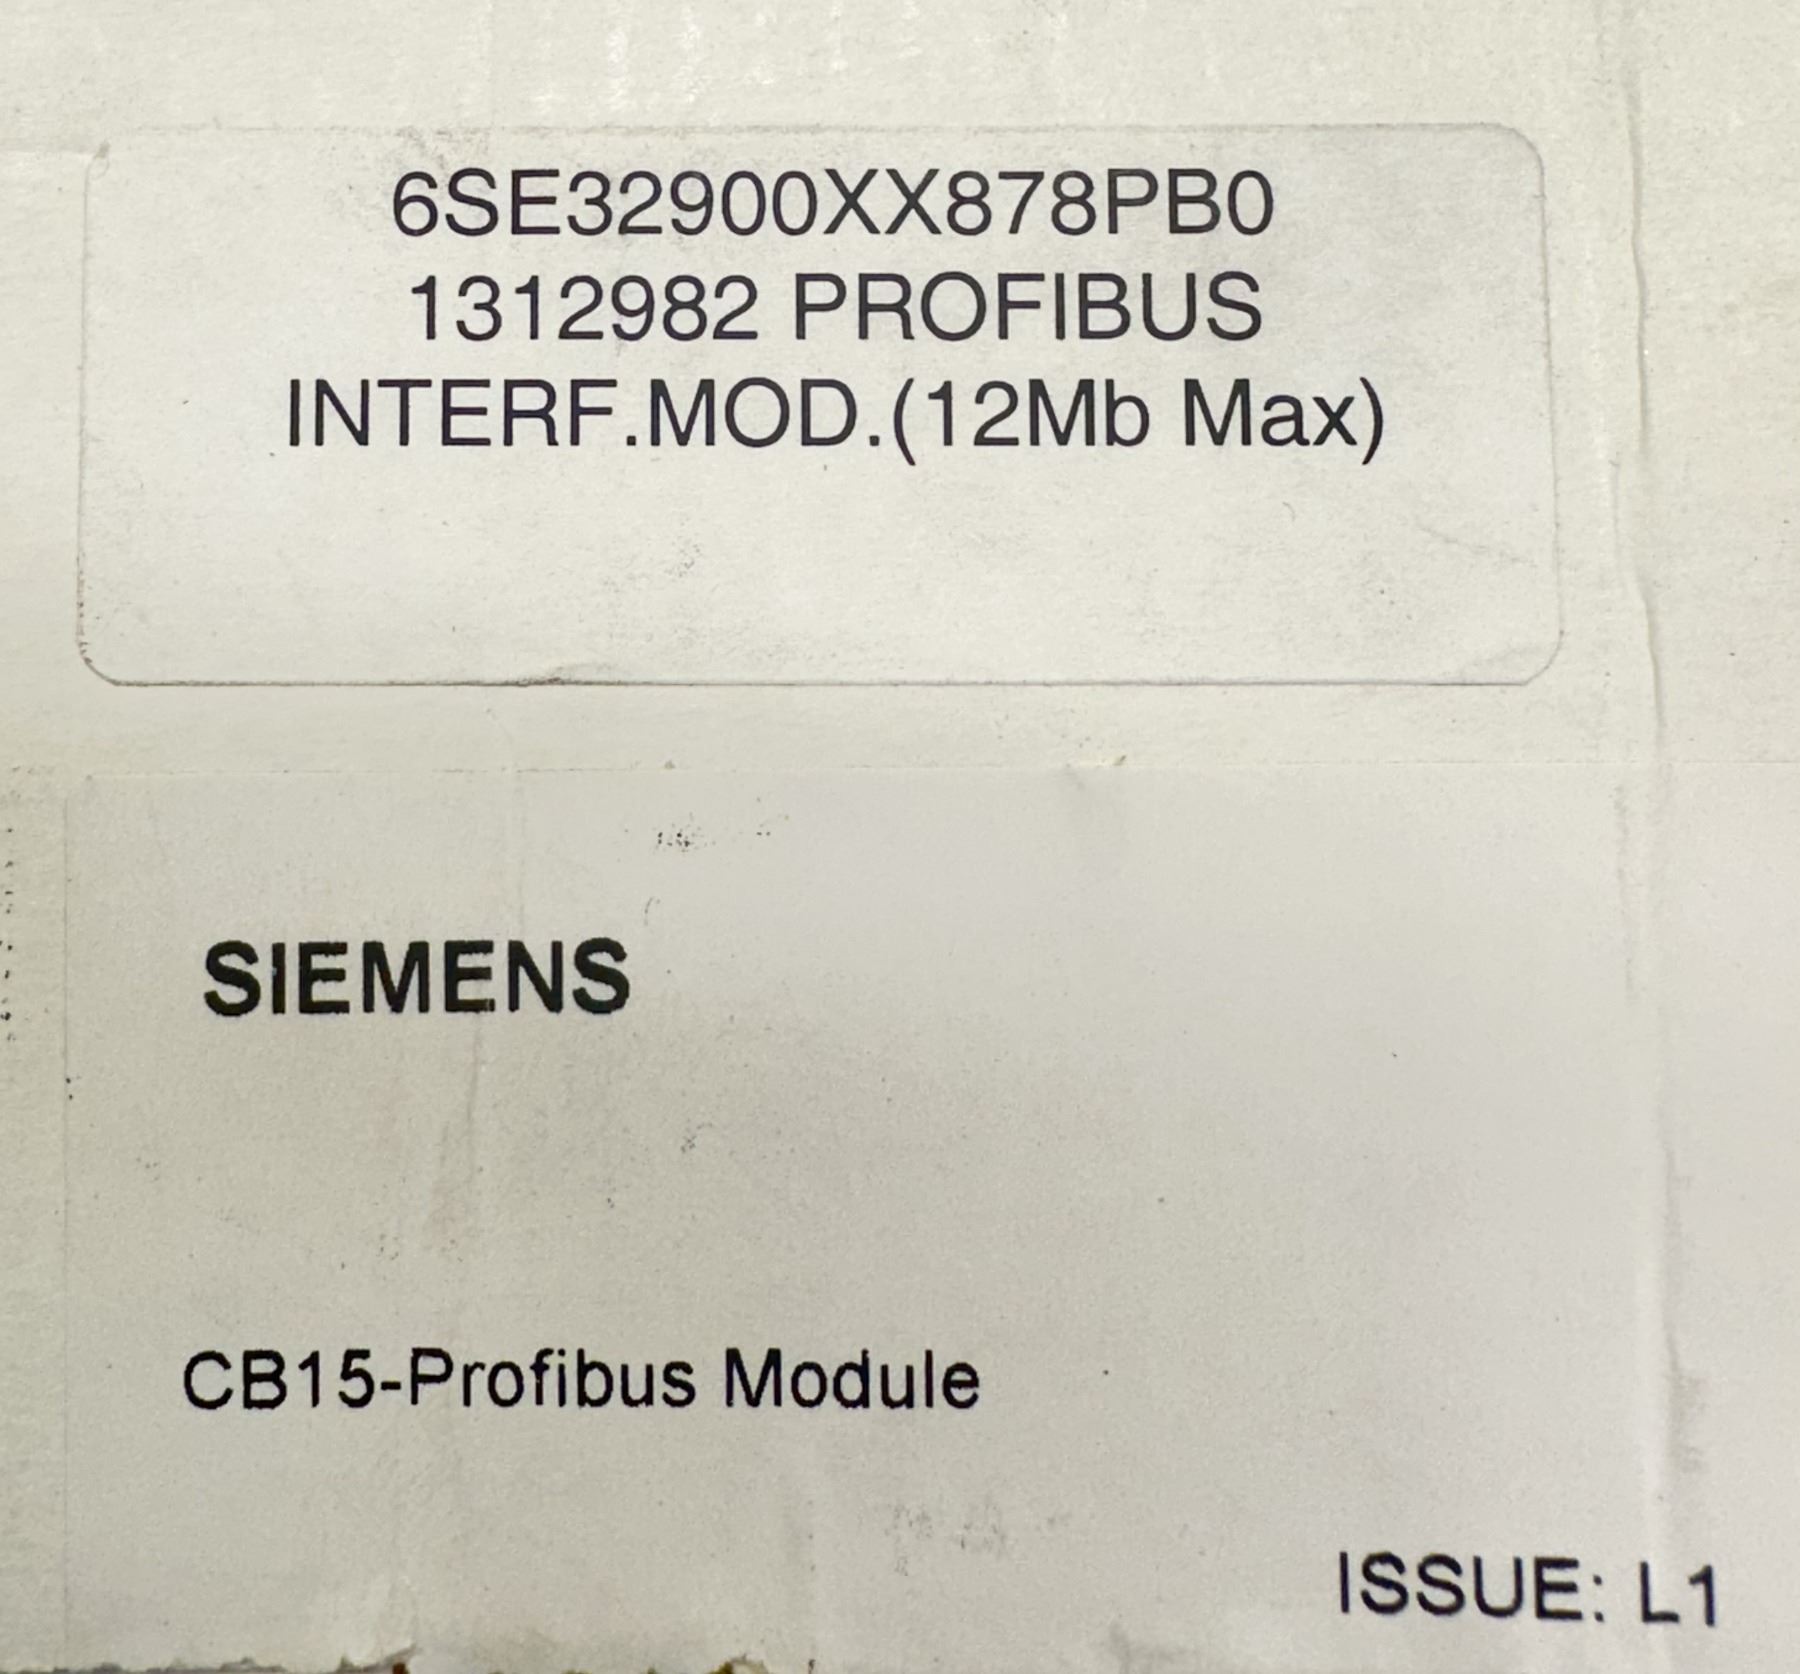 6SE32900XX878PB0
1312982 PROFIBUS
INTERF.MOD.(12Mb Max)
SIEMENS
CB15-Profibus Module
ISSUE: L1